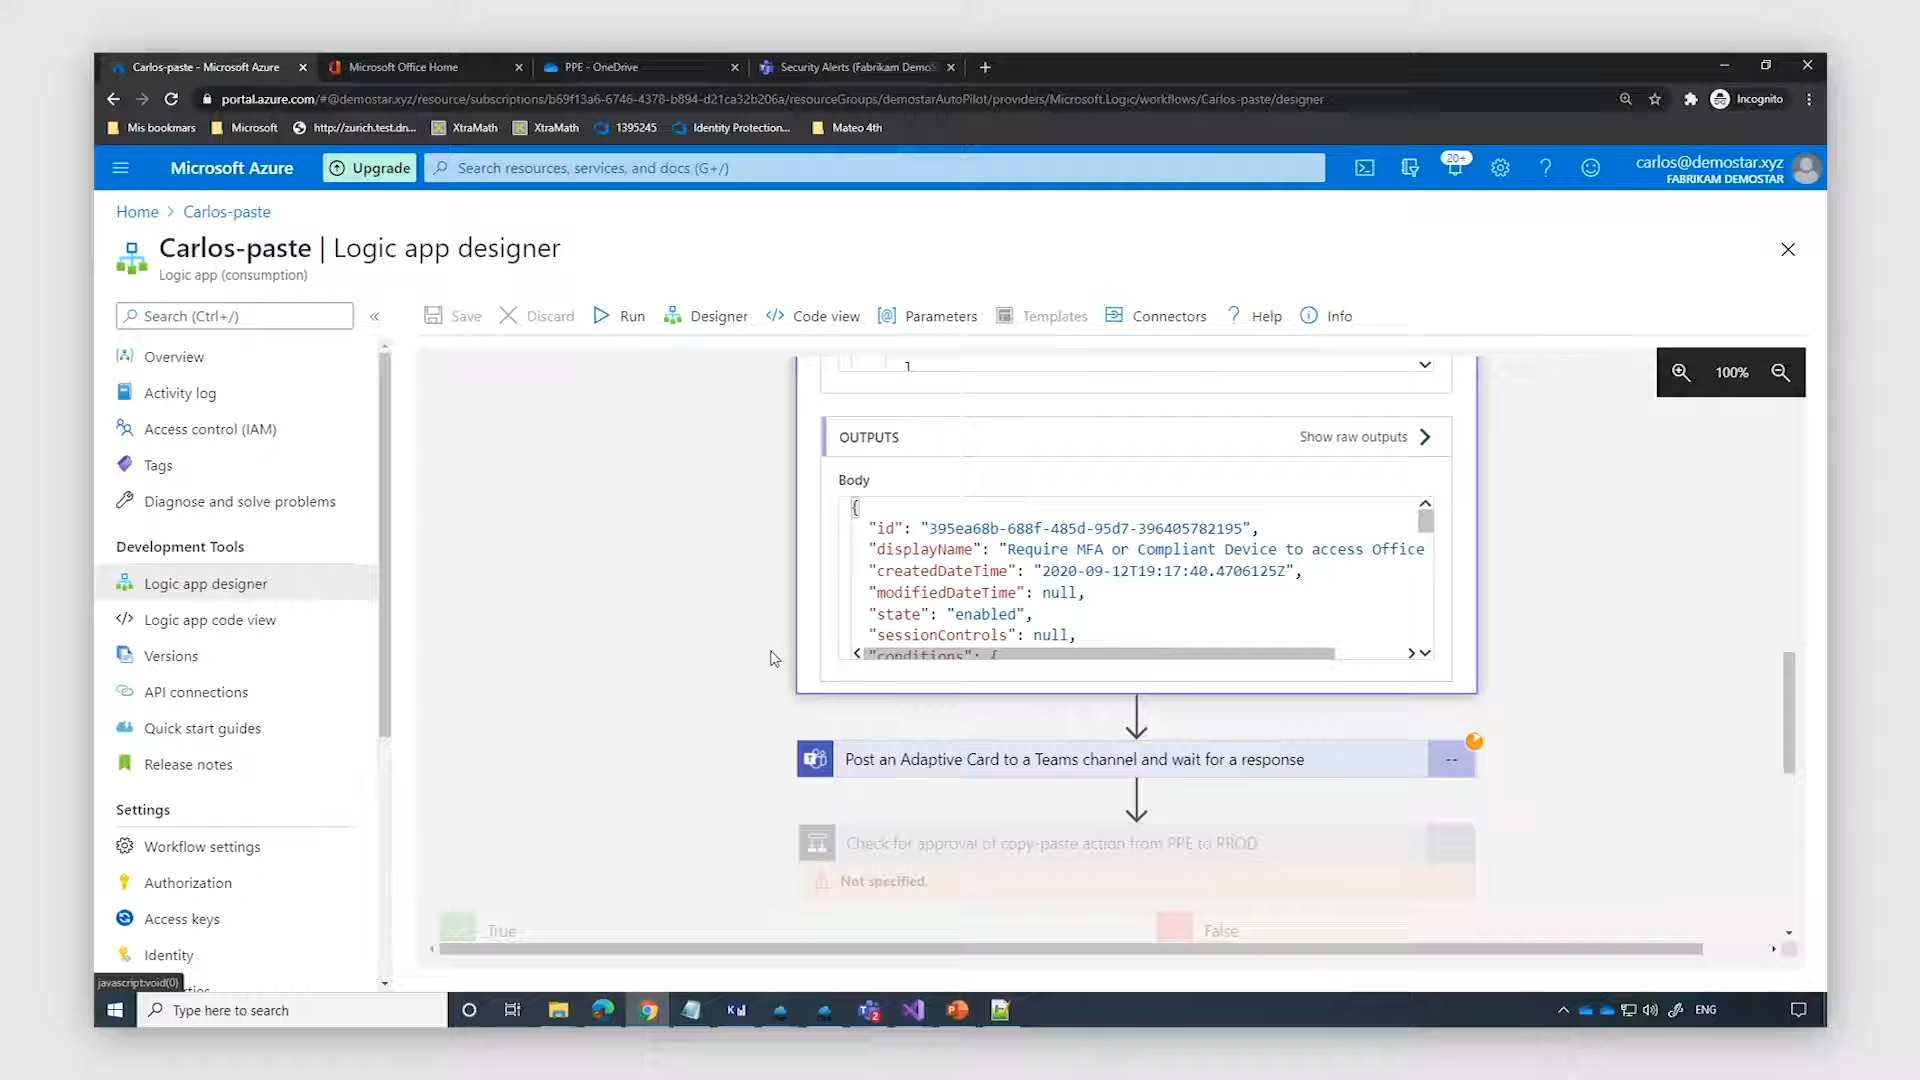 Carlos-paste - Microsoft Azure
Microsoft Office Home
PPE - OneDrive
Security Alerts (Fabrikam DemoS
portal.azure.com/#@demostar.xyz/resource/subscriptions/b69f13a6-6746-4378-b894-d21ca32b206a/resourceGroups/demostarAutoPilot/providers/Microsoft.Logic/workflows/Carlos-paste/designer
Incognito
Mis bookmars
Microsoft
http://zurich.test.dn...
XtraMath
XtraMath
1395245
Identity Protection...
Mateo 4th
Microsoft Azure
Upgrade
Search resources, services, and docs (G+/)
20+
carlos@demostar.xyz
FABRIKAM DEMOSTAR
Home > Carlos-paste
Carlos-paste | Logic app designer
Logic app (consumption)
Search (Ctrl+/)
«
Save
Discard
Run
Designer
Code view
Parameters
Templates
Connectors
Help
Info
Overview
Activity log
Access control (IAM)
Tags
Diagnose and solve problems
Development Tools
Logic app designer
Logic app code view
Versions
API connections
Quick start guides
Release notes
Settings
Workflow settings
Authorization
Access keys
Identity
javascript:void(0)
100%
]
OUTPUTS
Show raw outputs
Body
{
"id": "395ea68b-688f-485d-95d7-396405782195",
"displayName": "Require MFA or Compliant Device to access Office
"createdDateTime": "2020-09-12T19:17:40.4706125Z",
"modifiedDateTime": null,
"state": "enabled",
"sessionControls": null,
"conditions": {
Post an Adaptive Card to a Teams channel and wait for a response
--
Check for approval of copy-paste action from PPE to PROD
Not specified.
True
False
Type here to search
ENG